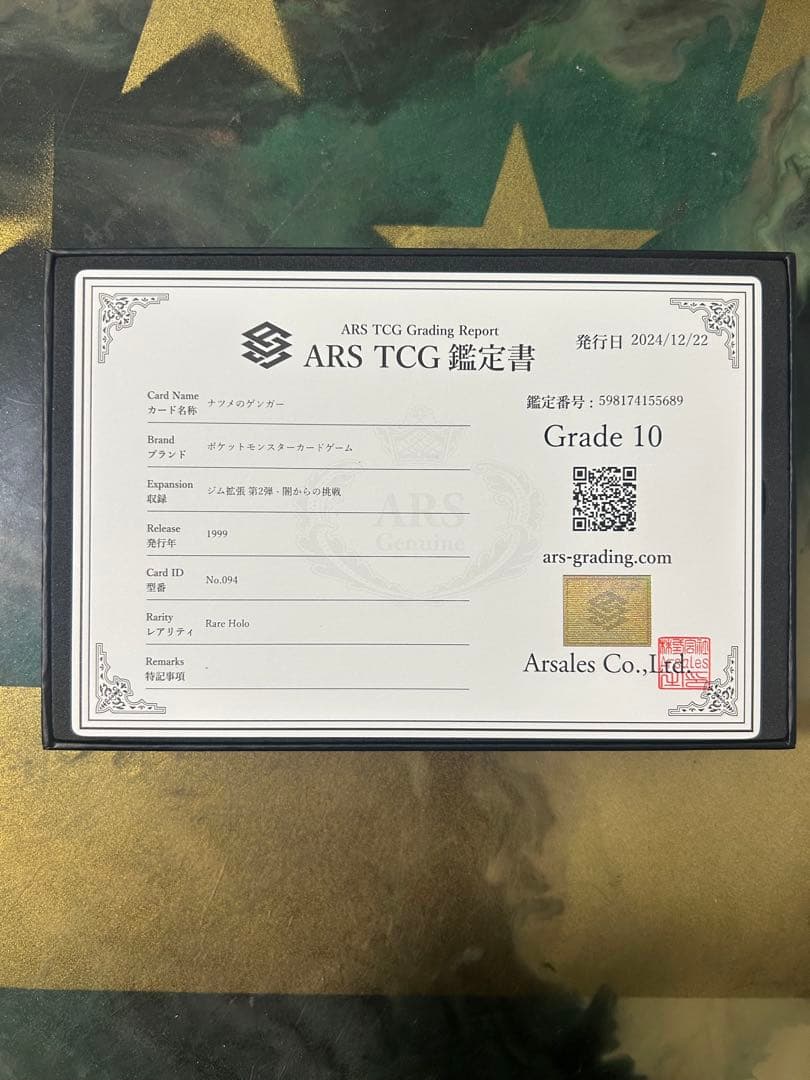 ARS TCG Grading Report
ARS TCG 鑑定書
発行日 2024/12/22
Card Name
カード名称
ナツメのゲンガー
Brand
ブランド
ポケットモンスターカードゲーム
Expansion
収録
ジム拡張 第2弾 - 闇からの挑戦
Release
発行年
1999
Card ID
型番
No.094
Rarity
レアリティ
Rare Holo
Remarks
特記事項
-
ARS
Genuine
鑑定番号 : 598174155689
Grade 10
ars-grading.com
Arsales Co.,Ltd.
株式会社
Arsales